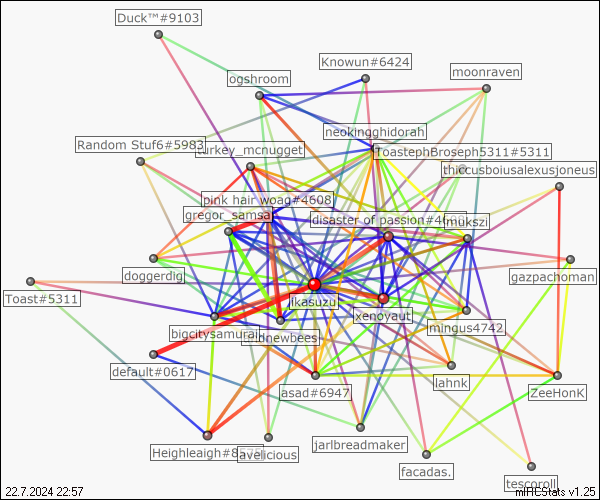 Duck™#9103
Knowun#6424
moonraven
ogshroom
neokingghidorah
Random Stuf6#5983
turkey_mcnugget
ToastephBroseph5311#5311
thiccusboiusalexusjoneus
pink hair woag#4608
gregor_samsa
disaster of passion#4
mukszi
doggerdig
gazpachoman
Toast#5311
ikasuzu
xenoyaut
bigcitysamurai
aidnewbees
mingus4742
default#0617
asad#6947
lahnk
ZeeHonK
Heighleaigh#8
avelicious
jarlbreadmaker
facadas.
tescoroll
22.7.2024 22:57
mIRCStats v1.25